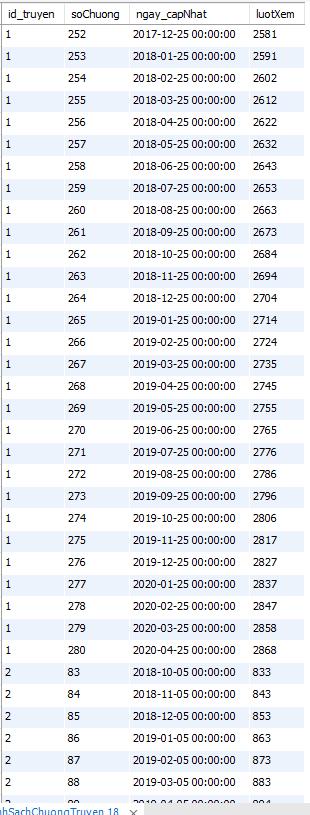 id_truyen soChuong ngay_capNhat luotXem
1 252 2017-12-25 00:00:00 2581
1 253 2018-01-25 00:00:00 2591
1 254 2018-02-25 00:00:00 2602
1 255 2018-03-25 00:00:00 2612
1 256 2018-04-25 00:00:00 2622
1 257 2018-05-25 00:00:00 2632
1 258 2018-06-25 00:00:00 2643
1 259 2018-07-25 00:00:00 2653
1 260 2018-08-25 00:00:00 2663
1 261 2018-09-25 00:00:00 2673
1 262 2018-10-25 00:00:00 2684
1 263 2018-11-25 00:00:00 2694
1 264 2018-12-25 00:00:00 2704
1 265 2019-01-25 00:00:00 2714
1 266 2019-02-25 00:00:00 2724
1 267 2019-03-25 00:00:00 2735
1 268 2019-04-25 00:00:00 2745
1 269 2019-05-25 00:00:00 2755
1 270 2019-06-25 00:00:00 2765
1 271 2019-07-25 00:00:00 2776
1 272 2019-08-25 00:00:00 2786
1 273 2019-09-25 00:00:00 2796
1 274 2019-10-25 00:00:00 2806
1 275 2019-11-25 00:00:00 2817
1 276 2019-12-25 00:00:00 2827
1 277 2020-01-25 00:00:00 2837
1 278 2020-02-25 00:00:00 2847
1 279 2020-03-25 00:00:00 2858
1 280 2020-04-25 00:00:00 2868
2 83 2018-10-05 00:00:00 833
2 84 2018-11-05 00:00:00 843
2 85 2018-12-05 00:00:00 853
2 86 2019-01-05 00:00:00 863
2 87 2019-02-05 00:00:00 873
2 88 2019-03-05 00:00:00 883
nhSachChuongTruyen 18